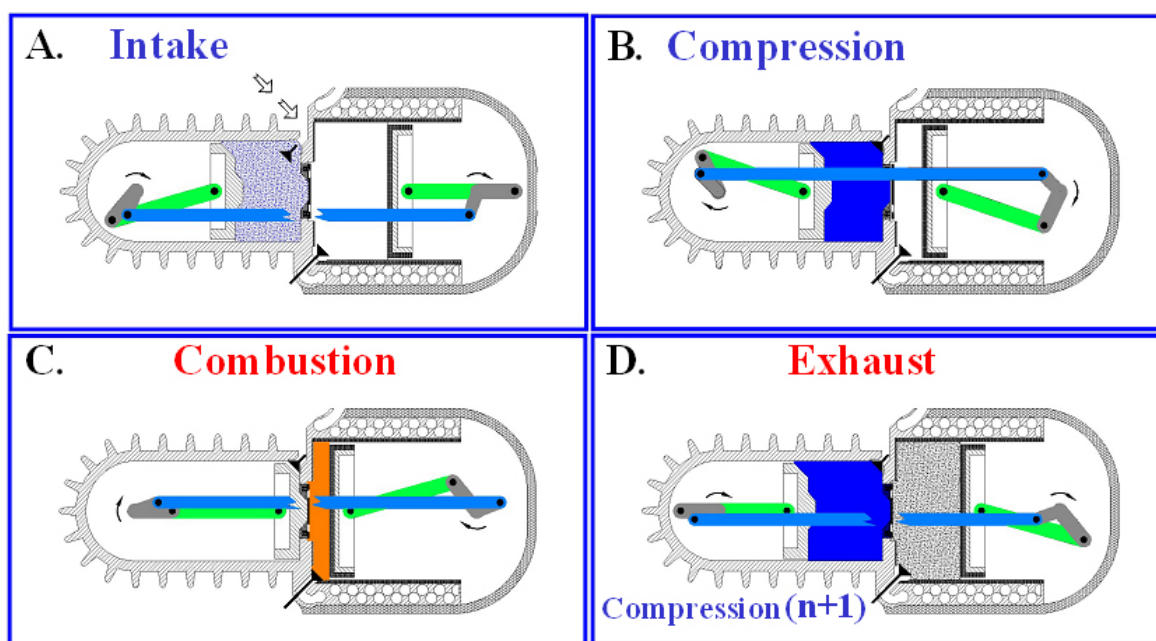 A. Intake
B. Compression
C. Combustion
D. Exhaust
Compression (n+1)